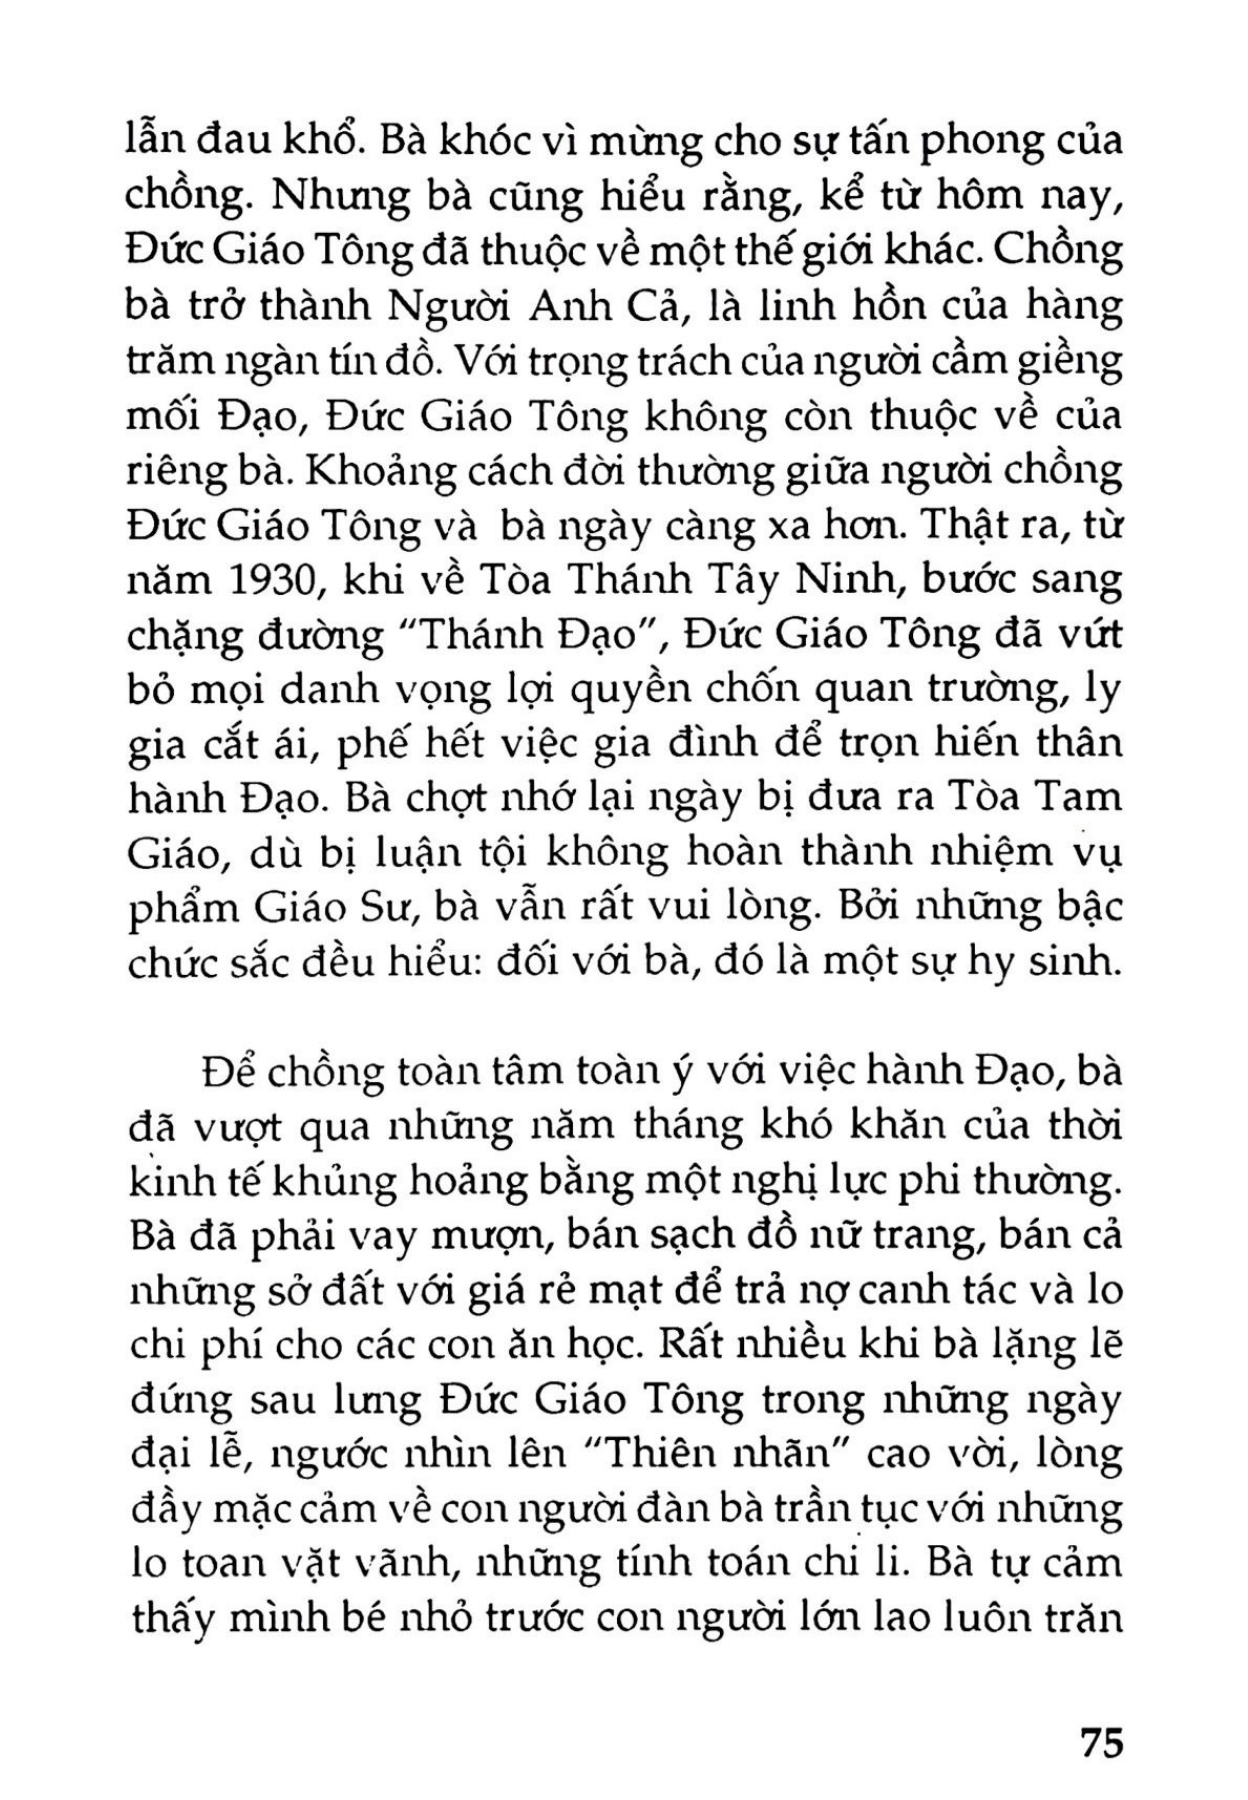 lẫn đau khổ. Bà khóc vì mừng cho sự tấn phong của
chồng. Nhưng bà cũng hiểu rằng, kể từ hôm nay,
Đức Giáo Tông đã thuộc về một thế giới khác. Chồng
bà trở thành Người Anh Cả, là linh hồn của hàng
trăm ngàn tín đồ. Với trọng trách của người cầm giềng
mối Đạo, Đức Giáo Tông không còn thuộc về của
riêng bà. Khoảng cách đời thường giữa người chồng
Đức Giáo Tông và bà ngày càng xa hơn. Thật ra, từ
năm 1930, khi về Tòa Thánh Tây Ninh, bước sang
chặng đường "Thánh Đạo", Đức Giáo Tông đã vứt
bỏ mọi danh vọng lợi quyền chốn quan trường, ly
gia cắt ái, phế hết việc gia đình để trọn hiến thân
hành Đạo. Bà chợt nhớ lại ngày bị đưa ra Tòa Tam
Giáo, dù bị luận tội không hoàn thành nhiệm vụ
phẩm Giáo Sư, bà vẫn rất vui lòng. Bởi những bậc
chức sắc đều hiểu: đối với bà, đó là một sự hy sinh.
Để chồng toàn tâm toàn ý với việc hành Đạo, bà
đã vượt qua những năm tháng khó khăn của thời
kinh tế khủng hoảng bằng một nghị lực phi thường.
Bà đã phải vay mượn, bán sạch đồ nữ trang, bán cả
những sở đất với giá rẻ mạt để trả nợ canh tác và lo
chi phí cho các con ăn học. Rất nhiều khi bà lặng lẽ
đứng sau lưng Đức Giáo Tông trong những ngày
đại lễ, ngước nhìn lên "Thiên nhãn" cao vời, lòng
đầy mặc cảm về con người đàn bà trần tục với những
lo toan vặt vãnh, những tính toán chi li. Bà tự cảm
thấy mình bé nhỏ trước con người lớn lao luôn trăn
75